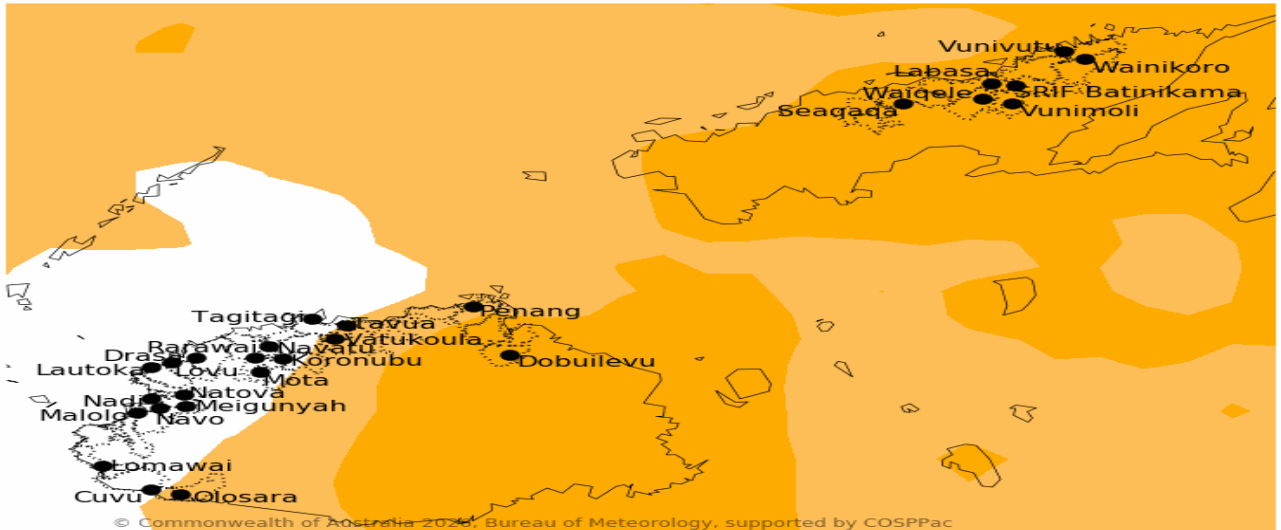 Vunivutu
Wainikoro
Labasa
Waiqele
SRIF Batinikama
Seaqaqa
Vunimoli
Tagitagi
Penang
Tavua
Vatukoula
Rarawai
Navatu
Drasa
Koronubu
Dobuilevu
Lautoka
Lovu
Mota
Natova
Nadi
Meigunyah
Malolo
Navo
Lomawai
Cuvu
Olosara
© Commonwealth of Australia 2020, Bureau of Meteorology, supported by COSPPac